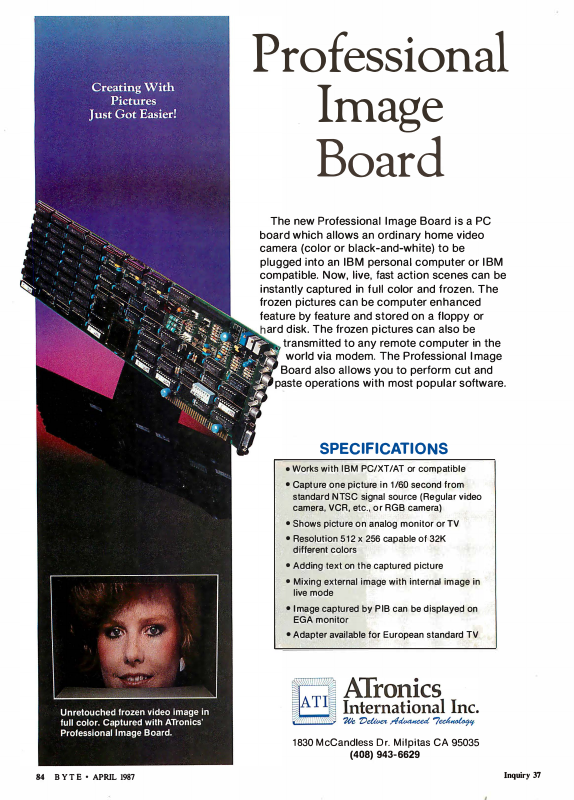 Professional
Image
Board
Creating With
Pictures
Just Got Easier!
The new Professional Image Board is a PC
board which allows an ordinary home video
camera (color or black-and-white) to be
plugged into an IBM personal computer or IBM
compatible. Now, live, fast action scenes can be
instantly captured in full color and frozen. The
frozen pictures can be computer enhanced
feature by feature and stored on a floppy or
hard disk. The frozen pictures can also be
transmitted to any remote computer in the
world via modem. The Professional Image
Board also allows you to perform cut and
paste operations with most popular software.
SPECIFICATIONS
• Works with IBM PC/XT/AT or compatible
• Capture one picture in 1/60 second from
standard NTSC signal source (Regular video
camera, VCR, etc., or RGB camera)
• Shows picture on analog monitor or TV
• Resolution 512 x 256 capable of 32K
different colors
• Adding text on the captured picture
• Mixing external image with internal image in
live mode
• Image captured by PIB can be displayed on
EGA monitor
• Adapter available for European standard TV
Unretouched frozen video image in
full color. Captured with ATronics'
Professional Image Board.
ATI
ATronics
International Inc.
We Deliver Advanced Technology
1830 McCandless Dr. Milpitas CA 95035
(408) 943-6629
84 BYTE • APRIL 1987
Inquiry 37